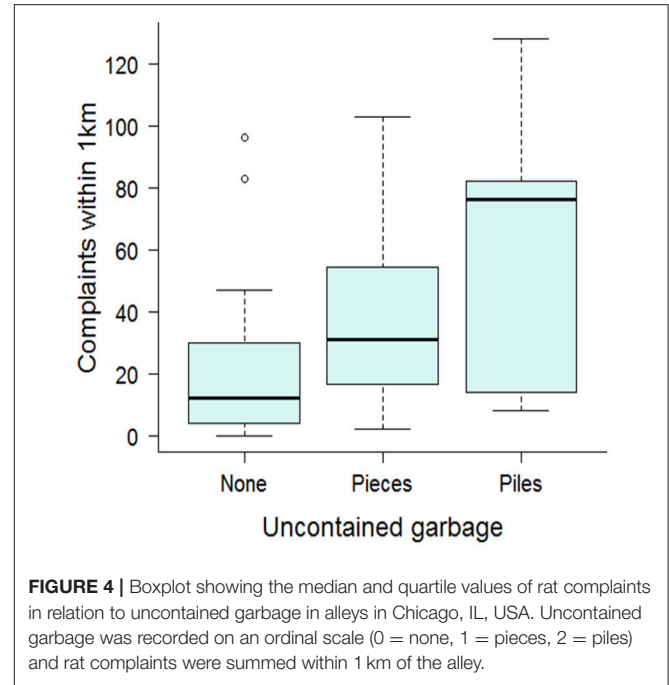 120
100
80
60
40
20
0
Complaints within 1km
None Pieces Piles
Uncontained garbage
FIGURE 4 | Boxplot showing the median and quartile values of rat complaints
in relation to uncontained garbage in alleys in Chicago, IL, USA. Uncontained
garbage was recorded on an ordinal scale (0 = none, 1 = pieces, 2 = piles)
and rat complaints were summed within 1 km of the alley.